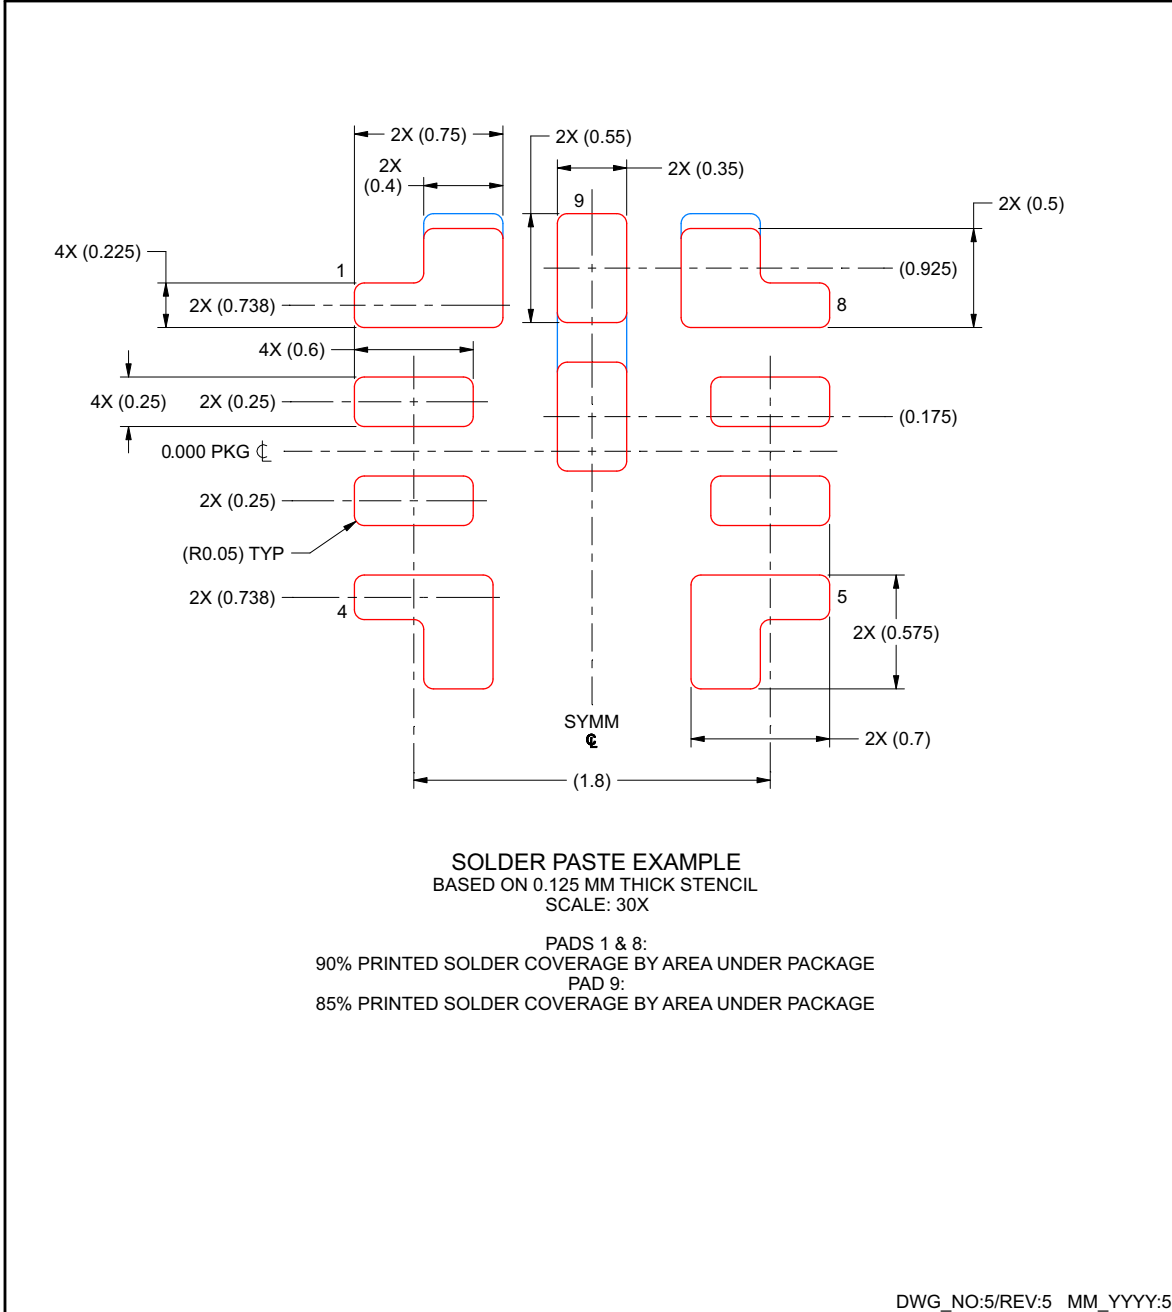 2X (0.75)
2X (0.55)
2X
(0.4)
2X (0.35)
9
2X (0.5)
4X (0.225)
1
(0.925)
2X (0.738)
8
4X (0.6)
4X (0.25)
2X (0.25)
(0.175)
0.000 PKG ℄
2X (0.25)
(R0.05) TYP
2X (0.738)
4
5
2X (0.575)
SYMM
℄
2X (0.7)
(1.8)
SOLDER PASTE EXAMPLE
BASED ON 0.125 MM THICK STENCIL
SCALE: 30X
PADS 1 & 8:
90% PRINTED SOLDER COVERAGE BY AREA UNDER PACKAGE
PAD 9:
85% PRINTED SOLDER COVERAGE BY AREA UNDER PACKAGE
DWG_NO:5/REV:5 MM_YYYY:5